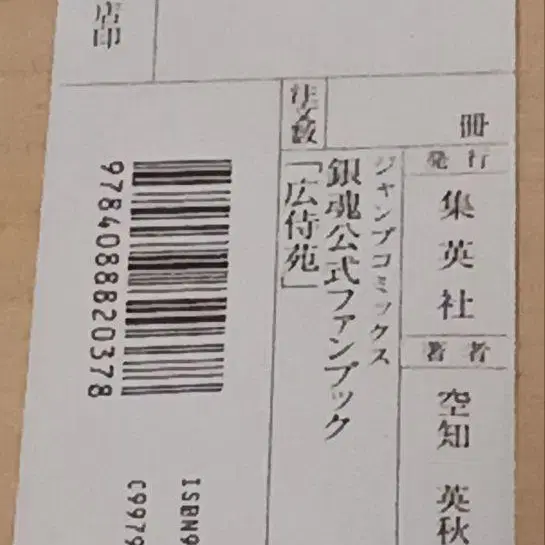 店印
注文数
冊
発行
集英社
著者
空知 英秋
ジャンプコミックス
銀魂公式ファンブック
「広侍苑」
9784088820378
ISBN9
C9979